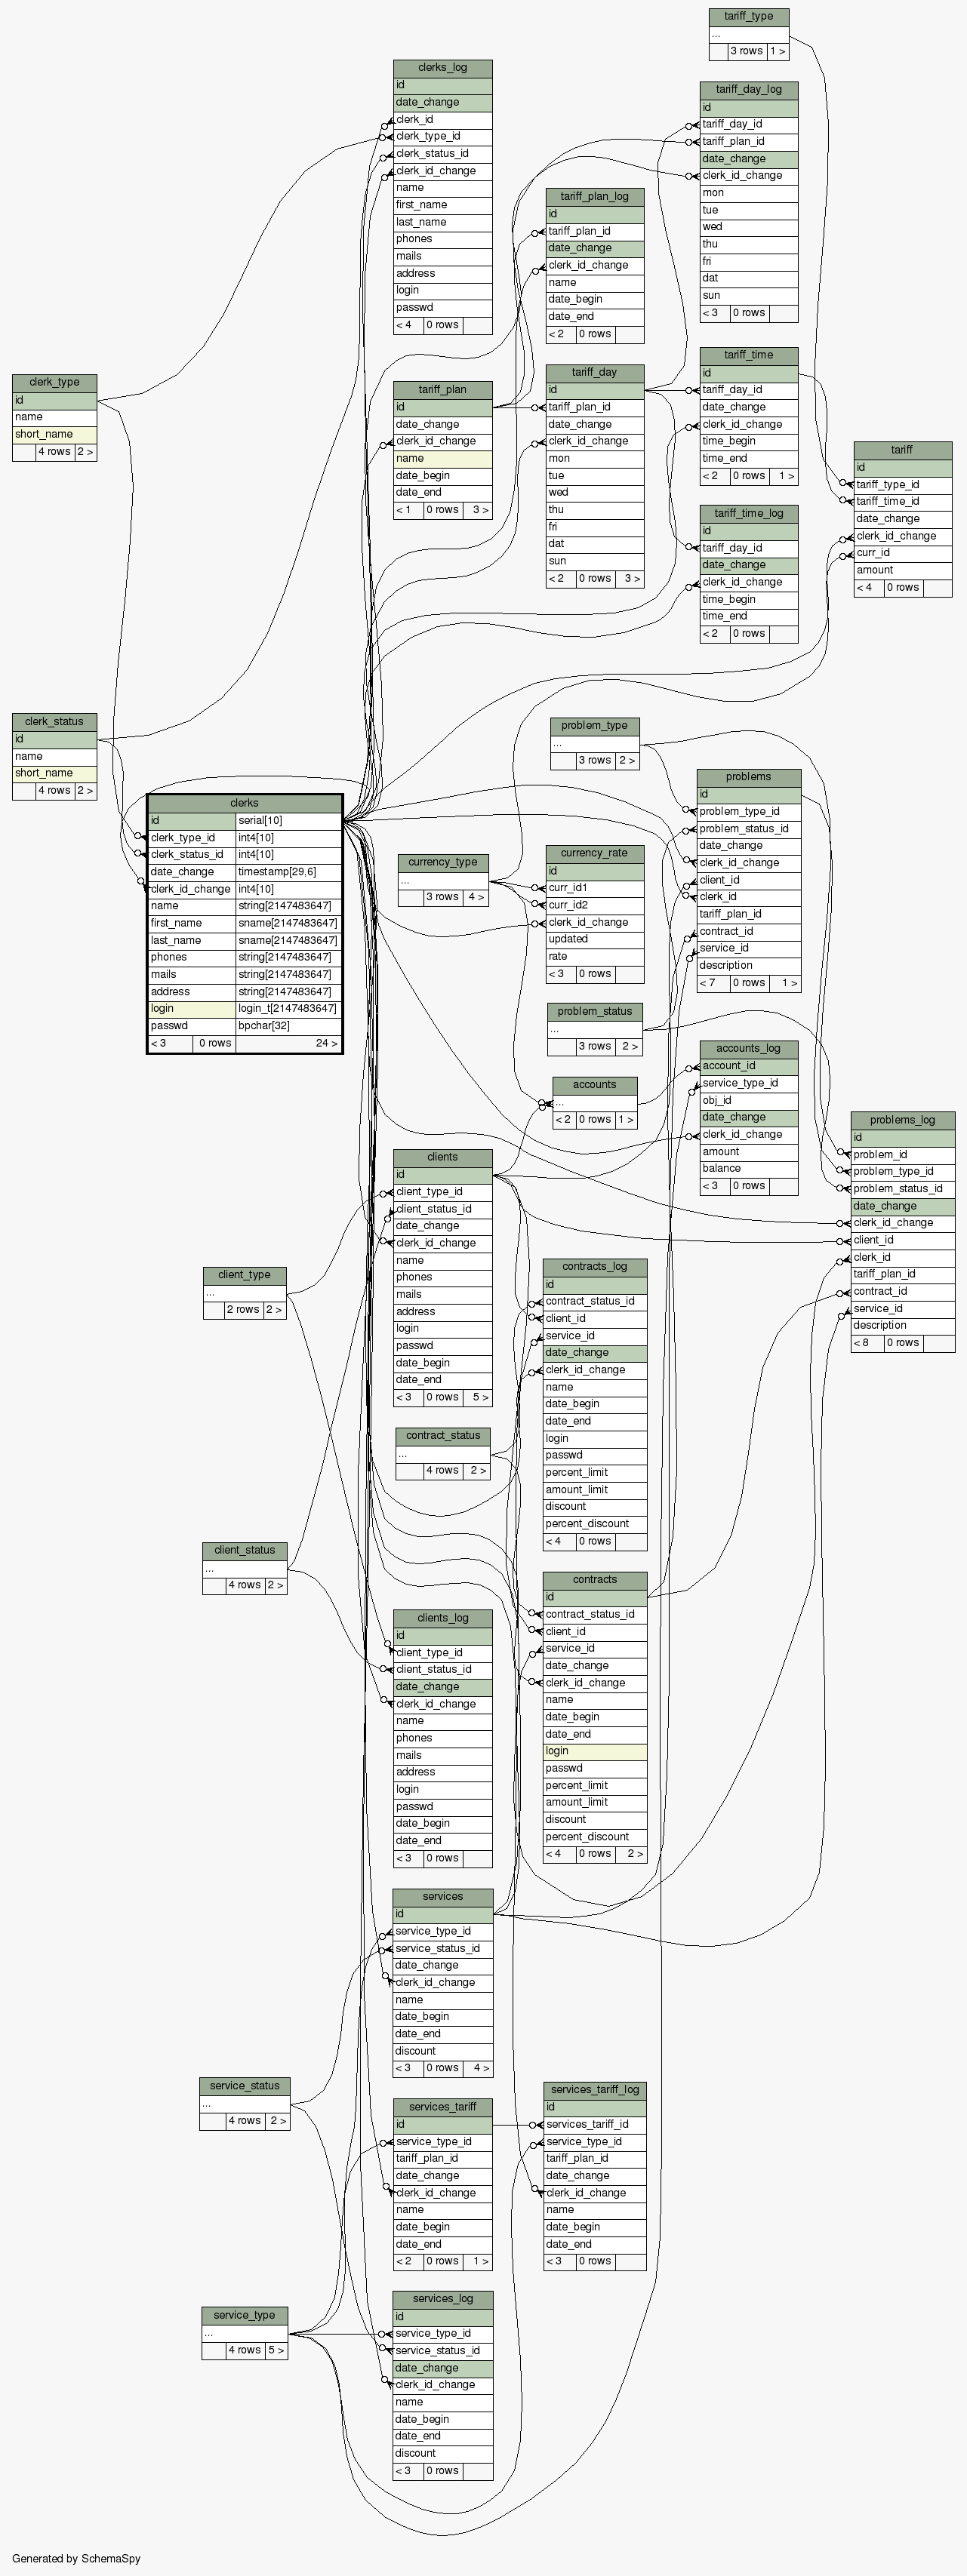 tariff_type
...
3 rows 1 >
clerks_log
id
date_change
clerk_id
clerk_type_id
clerk_status_id
clerk_id_change
name
first_name
last_name
phones
mails
address
login
passwd
< 4 0 rows
tariff_day_log
id
tariff_day_id
tariff_plan_id
date_change
clerk_id_change
mon
tue
wed
thu
fri
dat
sun
< 3 0 rows
tariff_plan_log
id
tariff_plan_id
date_change
clerk_id_change
name
date_begin
date_end
< 2 0 rows
clerk_type
id
name
short_name
4 rows 2 >
tariff_plan
id
date_change
clerk_id_change
name
date_begin
date_end
< 1 0 rows 3 >
tariff_day
id
tariff_plan_id
date_change
clerk_id_change
mon
tue
wed
thu
fri
dat
sun
< 2 0 rows 3 >
tariff_time
id
tariff_day_id
date_change
clerk_id_change
time_begin
time_end
< 2 0 rows 1 >
tariff
id
tariff_type_id
tariff_time_id
date_change
clerk_id_change
curr_id
amount
< 4 0 rows
tariff_time_log
id
tariff_day_id
date_change
clerk_id_change
time_begin
time_end
< 2 0 rows
clerk_status
id
name
short_name
4 rows 2 >
problem_type
...
3 rows 2 >
clerks
id serial[10]
clerk_type_id int4[10]
clerk_status_id int4[10]
date_change timestamp[29,6]
clerk_id_change int4[10]
name string[2147483647]
first_name sname[2147483647]
last_name sname[2147483647]
phones string[2147483647]
mails string[2147483647]
address string[2147483647]
login login_t[2147483647]
passwd bpchar[32]
< 3 0 rows 24 >
problems
id
problem_type_id
problem_status_id
date_change
clerk_id_change
client_id
clerk_id
tariff_plan_id
contract_id
service_id
description
< 7 0 rows 1 >
currency_type
...
3 rows 4 >
currency_rate
id
curr_id1
curr_id2
clerk_id_change
updated
rate
< 3 0 rows
problem_status
...
3 rows 2 >
accounts
...
< 2 0 rows 1 >
accounts_log
account_id
service_type_id
obj_id
date_change
clerk_id_change
amount
balance
< 3 0 rows
problems_log
id
problem_id
problem_type_id
problem_status_id
date_change
clerk_id_change
client_id
clerk_id
tariff_plan_id
contract_id
service_id
description
< 8 0 rows
clients
id
client_type_id
client_status_id
date_change
clerk_id_change
name
phones
mails
address
login
passwd
date_begin
date_end
< 3 0 rows 5 >
client_type
...
2 rows 2 >
contracts_log
id
contract_status_id
client_id
service_id
date_change
clerk_id_change
name
date_begin
date_end
login
passwd
percent_limit
amount_limit
discount
percent_discount
< 4 0 rows
contract_status
...
4 rows 2 >
client_status
...
4 rows 2 >
contracts
id
contract_status_id
client_id
service_id
date_change
clerk_id_change
name
date_begin
date_end
login
passwd
percent_limit
amount_limit
discount
percent_discount
< 4 0 rows 2 >
clients_log
id
client_type_id
client_status_id
date_change
clerk_id_change
name
phones
mails
address
login
passwd
date_begin
date_end
< 3 0 rows
services
id
service_type_id
service_status_id
date_change
clerk_id_change
name
date_begin
date_end
discount
< 3 0 rows 4 >
service_status
...
4 rows 2 >
services_tariff
id
service_type_id
tariff_plan_id
date_change
clerk_id_change
name
date_begin
date_end
< 2 0 rows 1 >
services_tariff_log
id
services_tariff_id
service_type_id
tariff_plan_id
date_change
clerk_id_change
name
date_begin
date_end
< 3 0 rows
service_type
...
4 rows 5 >
services_log
id
service_type_id
service_status_id
date_change
clerk_id_change
name
date_begin
date_end
discount
< 3 0 rows
Generated by SchemaSpy